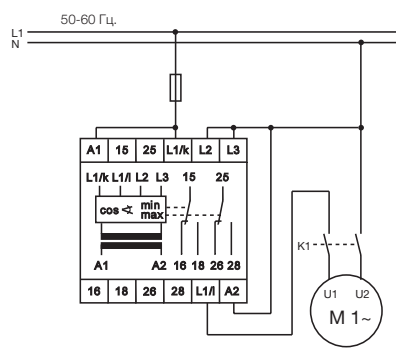 50-60 Гц.
L1
N
A1 15 25 L1/k L2 L3
L1/k L1/l L2 L3 15 25
cos ∢ min
max
A1 A2 16 18 26 28
16 18 26 28 L1/l A2
K1
U1 U2
M 1~